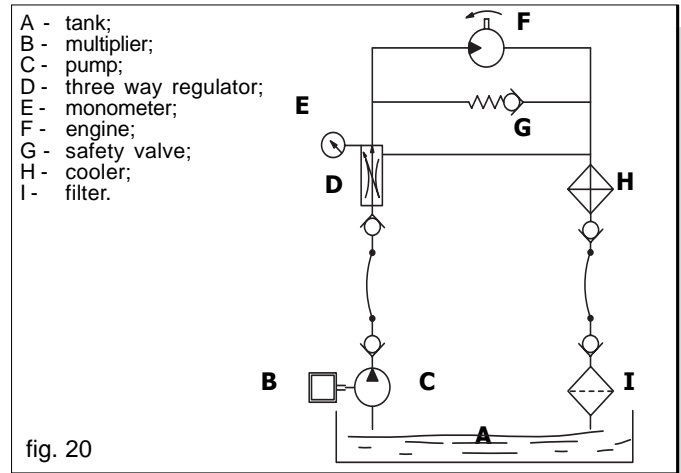 A - tank;
B - multiplier;
C - pump;
D - three way regulator;
E - monometer;
F - engine;
G - safety valve;
H - cooler;
I - filter.
F
E
G
D
H
B
C
I
A
fig. 20